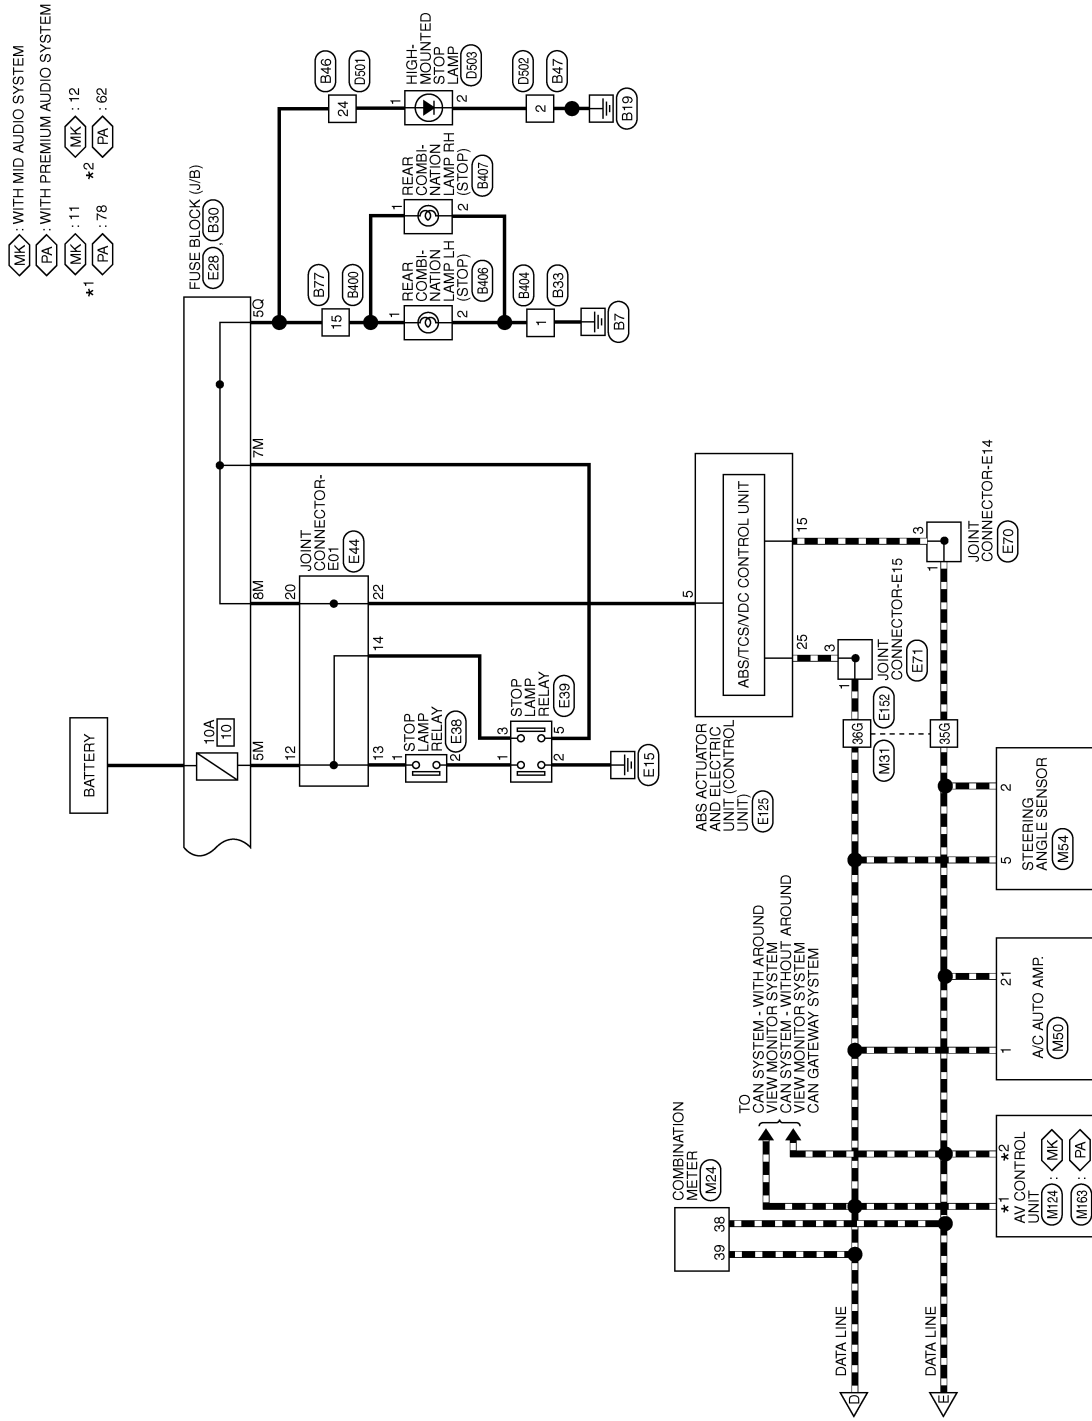 MK : WITH MID AUDIO SYSTEM
PA : WITH PREMIUM AUDIO SYSTEM
*1 MK : 11
PA : 78
*2 MK : 12
PA : 62
BATTERY
10A
10
FUSE BLOCK (J/B)
E28 , B30
5M
8M
7M
5Q
12
20
JOINT
CONNECTOR-
E01
E44
13
14
22
1
STOP
LAMP
RELAY
E38
2
1
3
STOP
LAMP
RELAY
E39
2
5
E15
15
B77
B400
1
REAR
COMBI-
NATION
LAMP LH
(STOP)
B406
2
1
REAR
COMBI-
NATION
LAMP RH
(STOP)
B407
2
1
B404
B33
B7
24
B46
D501
1
HIGH-
MOUNTED
STOP
LAMP
D503
2
2
D502
B47
B19
5
ABS/TCS/VDC CONTROL UNIT
25
15
ABS ACTUATOR
AND ELECTRIC
UNIT (CONTROL
UNIT)
E125
3
1
JOINT
CONNECTOR-E15
E71
3
1
JOINT
CONNECTOR-E14
E70
36G
35G
M31
E152
COMBINATION
METER
M24
39
38
TO
CAN SYSTEM - WITH AROUND
VIEW MONITOR SYSTEM
CAN SYSTEM - WITHOUT AROUND
VIEW MONITOR SYSTEM
CAN GATEWAY SYSTEM
D
DATA LINE
E
DATA LINE
*1
*2
AV CONTROL
UNIT
M124 : MK
M163 : PA
1
21
A/C AUTO AMP.
M50
5
2
STEERING
ANGLE SENSOR
M54